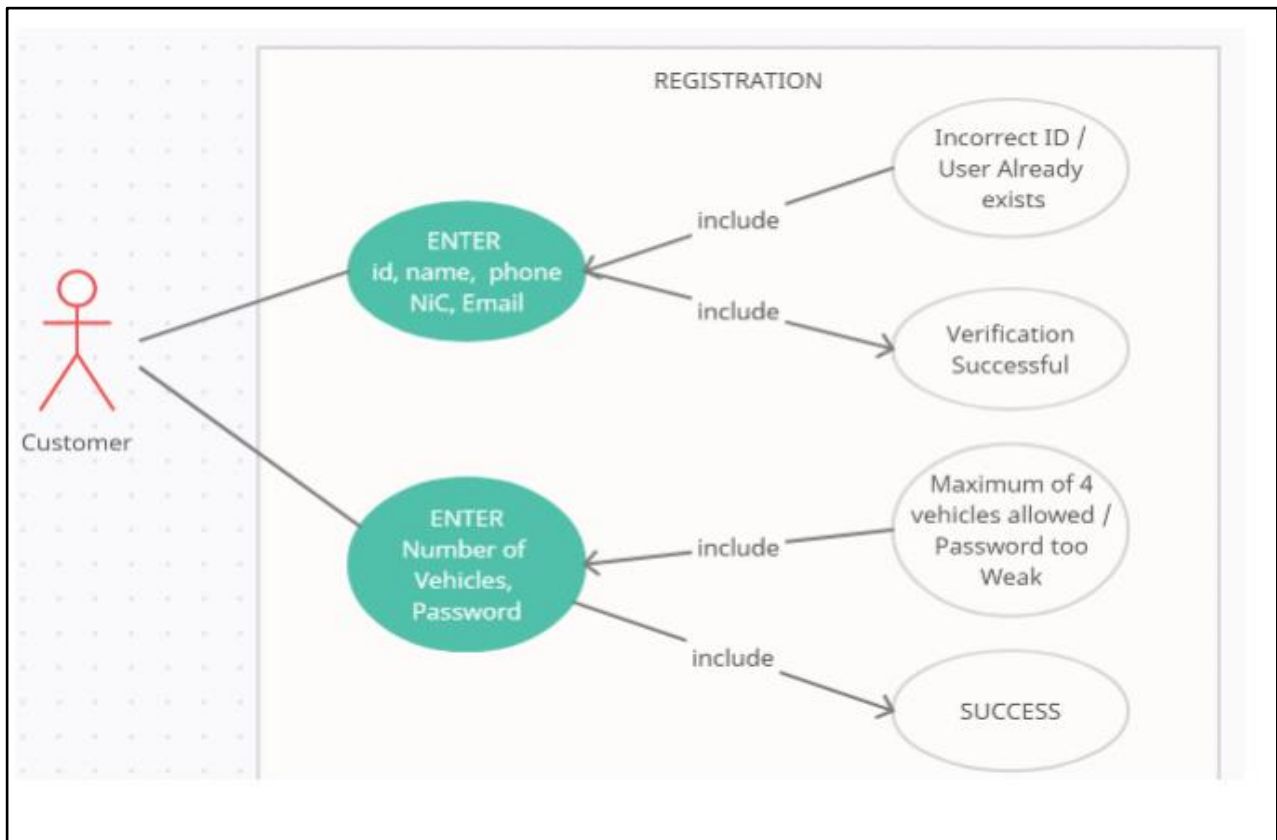 REGISTRATION
Incorrect ID /
User Already
exists
include
ENTER
id, name, phone
NiC, Email
include
Verification
Successful
Customer
Maximum of 4
vehicles allowed /
Password too
Weak
include
ENTER
Number of
Vehicles,
Password
include
SUCCESS